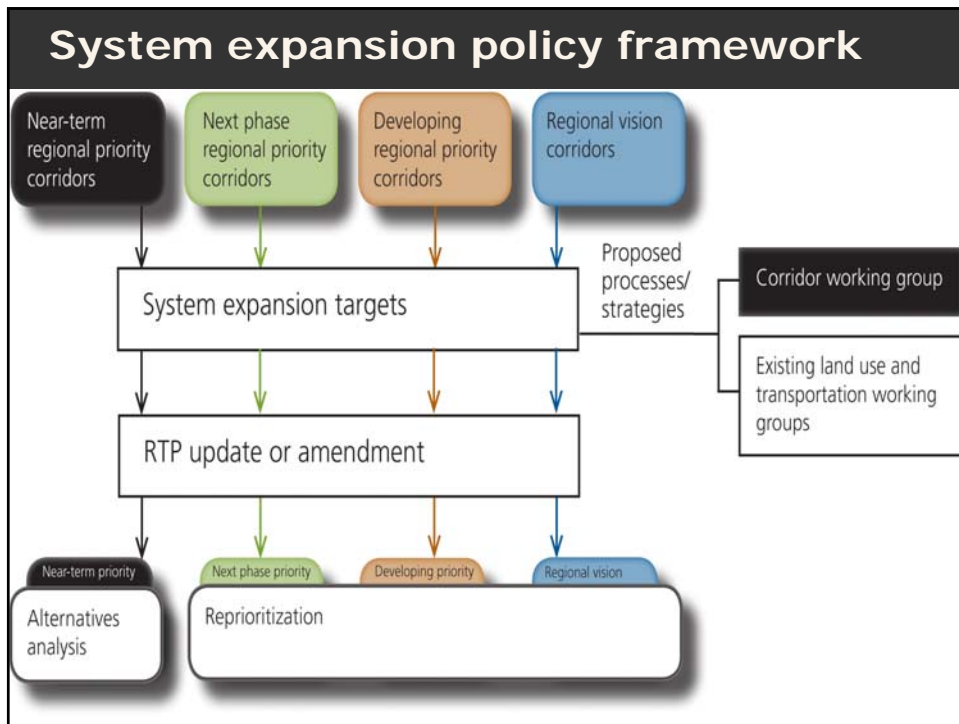 System expansion policy framework
Near-term
regional priority
corridors
Next phase
regional priority
corridors
Developing
regional priority
corridors
Regional vision
corridors
System expansion targets
Proposed
processes/
strategies
Corridor working group
Existing land use and
transportation working
groups
RTP update or amendment
Near-term priority
Alternatives
analysis
Next phase priority
Developing priority
Regional vision
Reprioritization